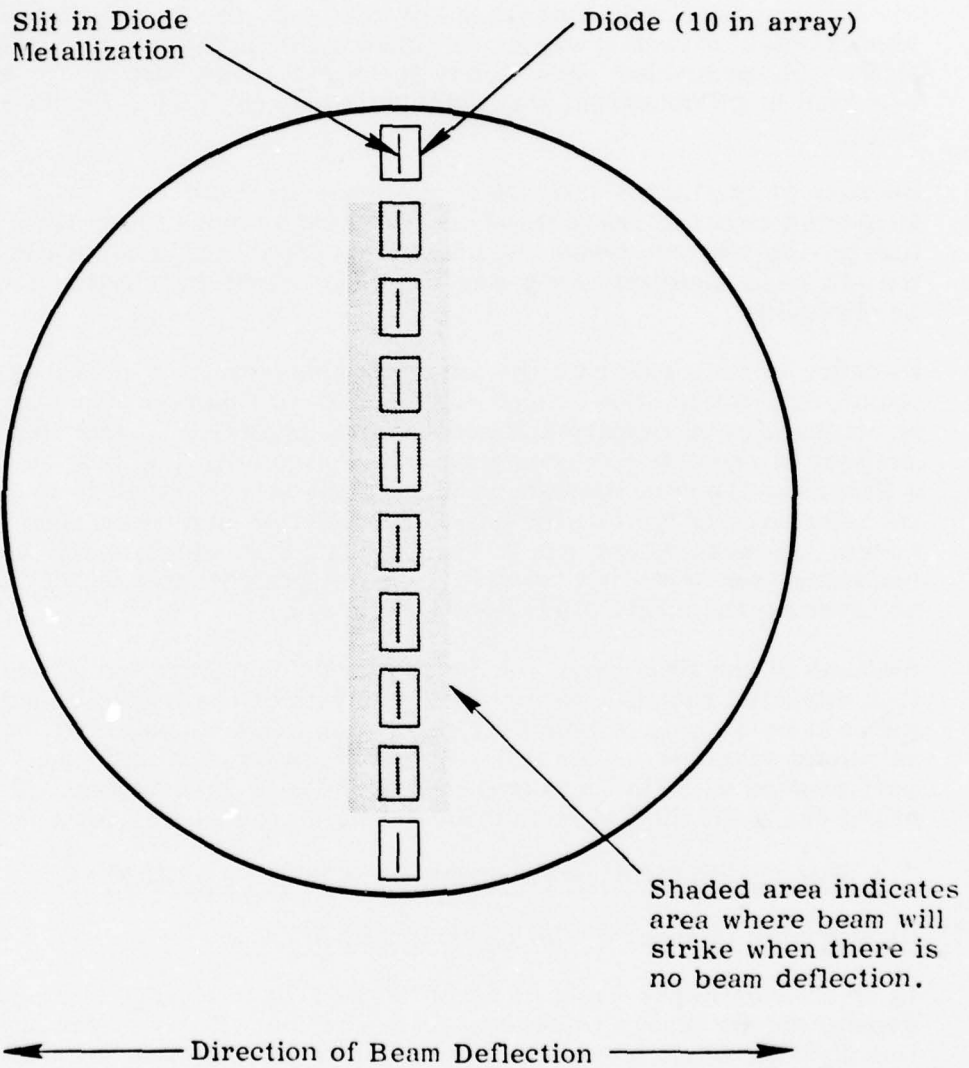 Slit in Diode
Metallization
Diode (10 in array)
Shaded area indicates
area where beam will
strike when there is
no beam deflection.
Direction of Beam Deflection